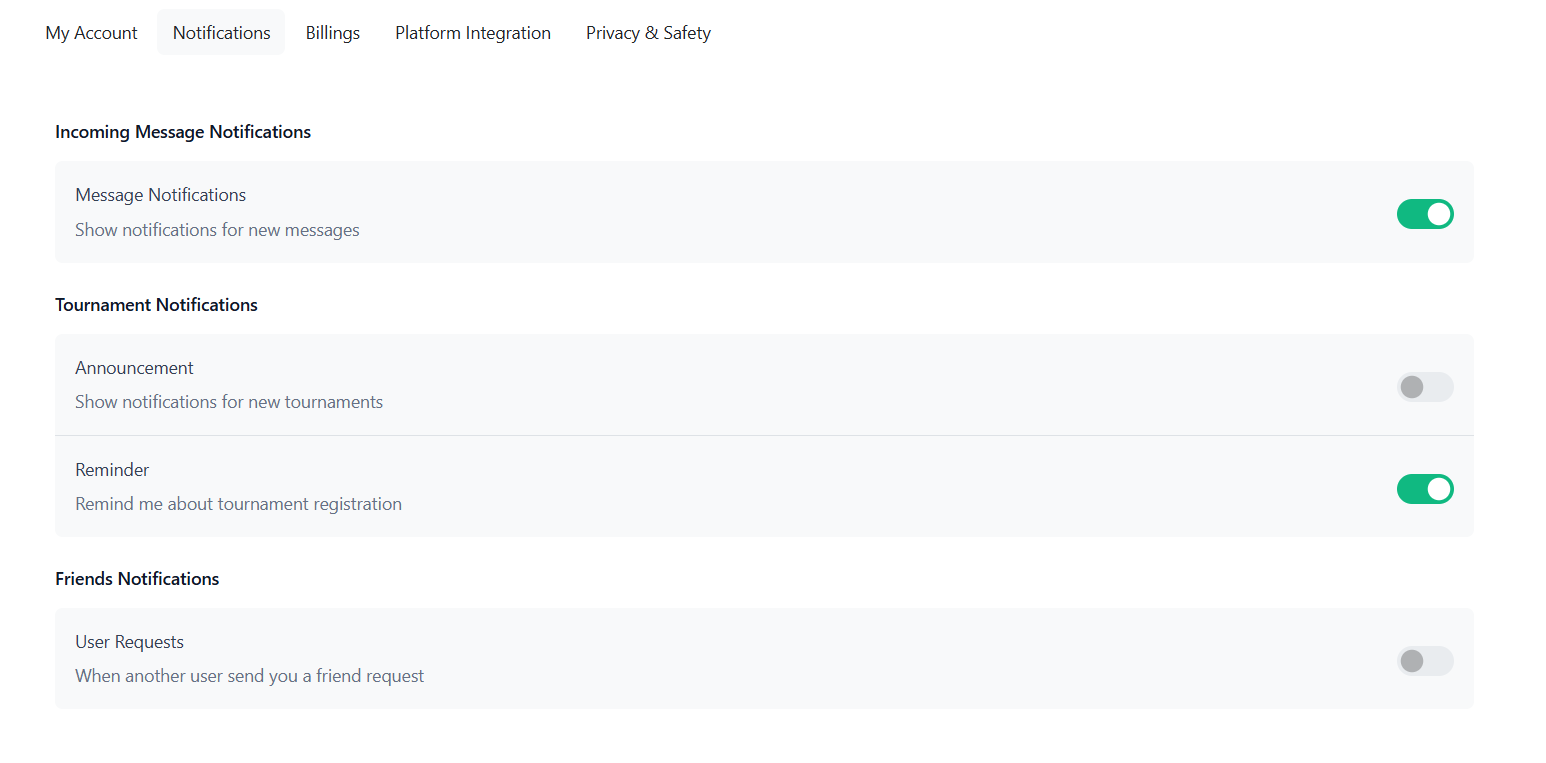 My Account Notifications Billings Platform Integration Privacy & Safety
Incoming Message Notifications
Message Notifications
Show notifications for new messages
Tournament Notifications
Announcement
Show notifications for new tournaments
Reminder
Remind me about tournament registration
Friends Notifications
User Requests
When another user send you a friend request